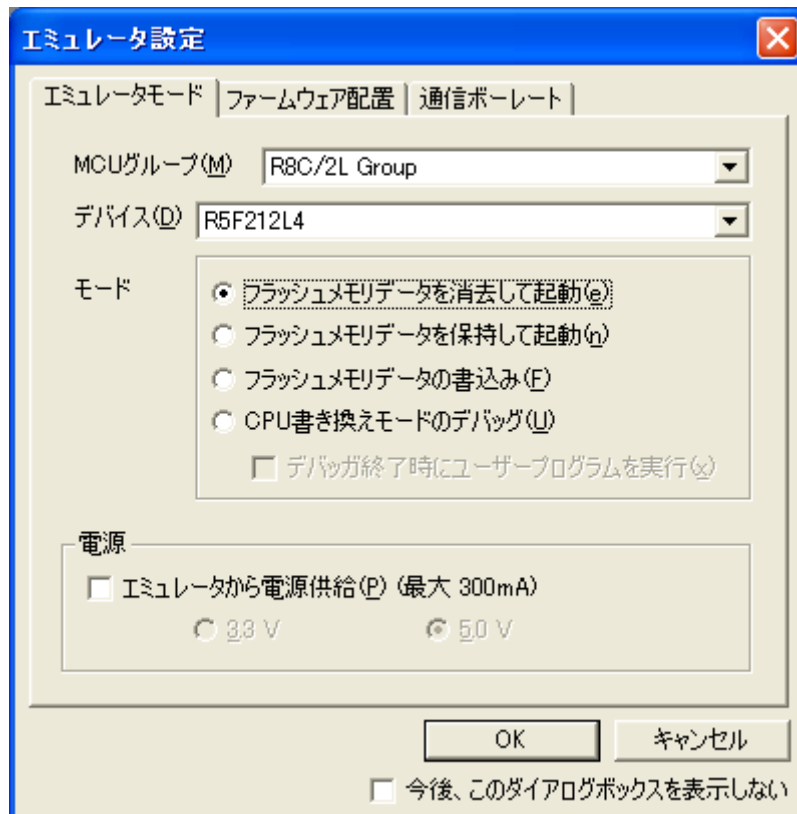 エミュレータ設定
エミュレータモード ファームウェア配置 通信ボーレート
MCUグループ(M) R8C/2L Group
デバイス(D) R5F212L4
モード
フラッシュメモリデータを消去して起動(e)
フラッシュメモリデータを保持して起動(n)
フラッシュメモリデータの書込み(F)
CPU書き換えモードのデバッグ(U)
デバッガ終了時にユーザープログラムを実行(x)
電源
エミュレータから電源供給(P) (最大 300mA)
3.3 V 5.0 V
OK キャンセル
今後、このダイアログボックスを表示しない